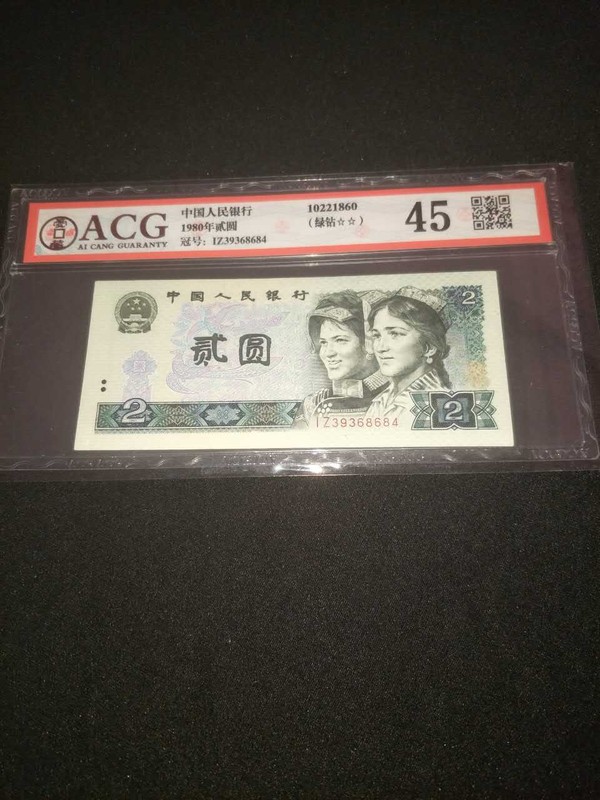 ACG
AI CANG GUARANTY
中国人民银行
1980年贰圆
冠号：IZ39368684
10221860
（绿钻☆☆）
45
中国人民银行
2
贰圆
2
IZ39368684
2